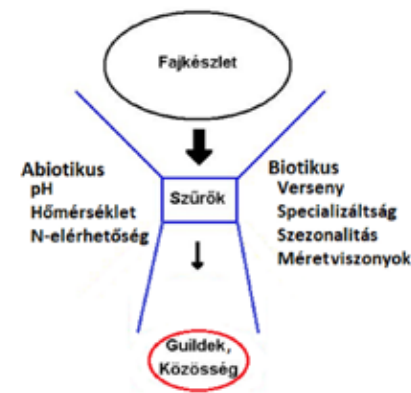 Fajkészlet
Abiotikus
pH
Hőmérséklet
N-elérhetőség
Szűrők
Biotikus
Verseny
Specializáltság
Szezonalitás
Méretviszonyok
Guildek,
Közösség